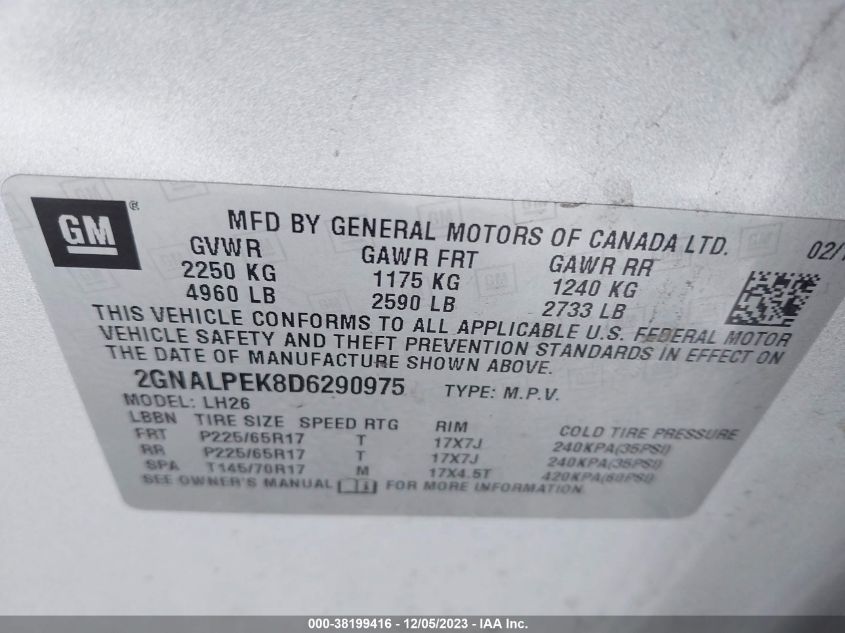 GM ®
MFD BY GENERAL MOTORS OF CANADA LTD. 02/
GVWR GAWR FRT GAWR RR
2250 KG 1175 KG 1240 KG
4960 LB 2590 LB 2733 LB
THIS VEHICLE CONFORMS TO ALL APPLICABLE U.S. FEDERAL MOTOR
VEHICLE SAFETY AND THEFT PREVENTION STANDARDS IN EFFECT ON
THE DATE OF MANUFACTURE SHOWN ABOVE.
2GNALPEK8D6290975 TYPE: M.P.V.
MODEL: LH26
LBBN TIRE SIZE SPEED RTG RIM COLD TIRE PRESSURE
FRT P225/65R17 T 17X7J 240KPA(35PSI)
RR P225/65R17 T 17X7J 240KPA(35PSI)
SPA T145/70R17 M 17X4.5T 420KPA(60PSI)
SEE OWNER'S MANUAL FOR MORE INFORMATION.
000-38199416 - 12/05/2023 - IAA Inc.